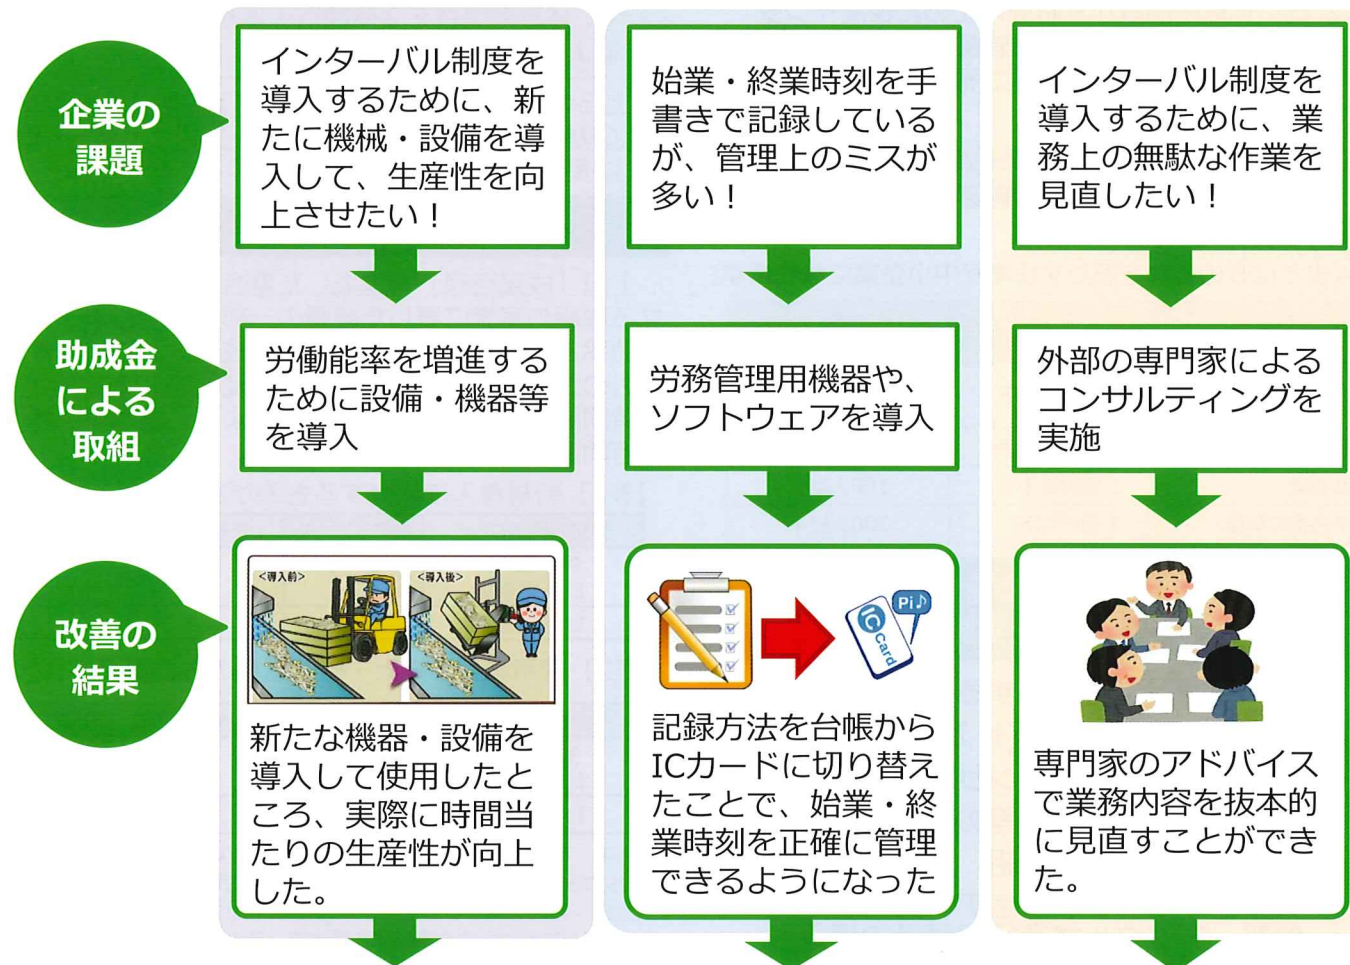 企業の
課題
インターバル制度を
導入するために、新
たに機械・設備を導
入して、生産性を向
上させたい！
始業・終業時刻を手
書きで記録している
が、管理上のミスが
多い！
インターバル制度を
導入するために、業
務上の無駄な作業を
見直したい！
助成金
による
取組
労働能率を増進する
ために設備・機器等
を導入
労務管理用機器や、
ソフトウェアを導入
外部の専門家による
コンサルティングを
実施
改善の
結果
<導入前>
<導入後>
新たな機器・設備を
導入して使用したと
ころ、実際に時間当
たりの生産性が向上
した。
Pi♪
IC Card
記録方法を台帳から
ICカードに切り替え
たことで、始業・終
業時刻を正確に管理
できるようになった
専門家のアドバイス
で業務内容を抜本的
に見直すことができ
た。